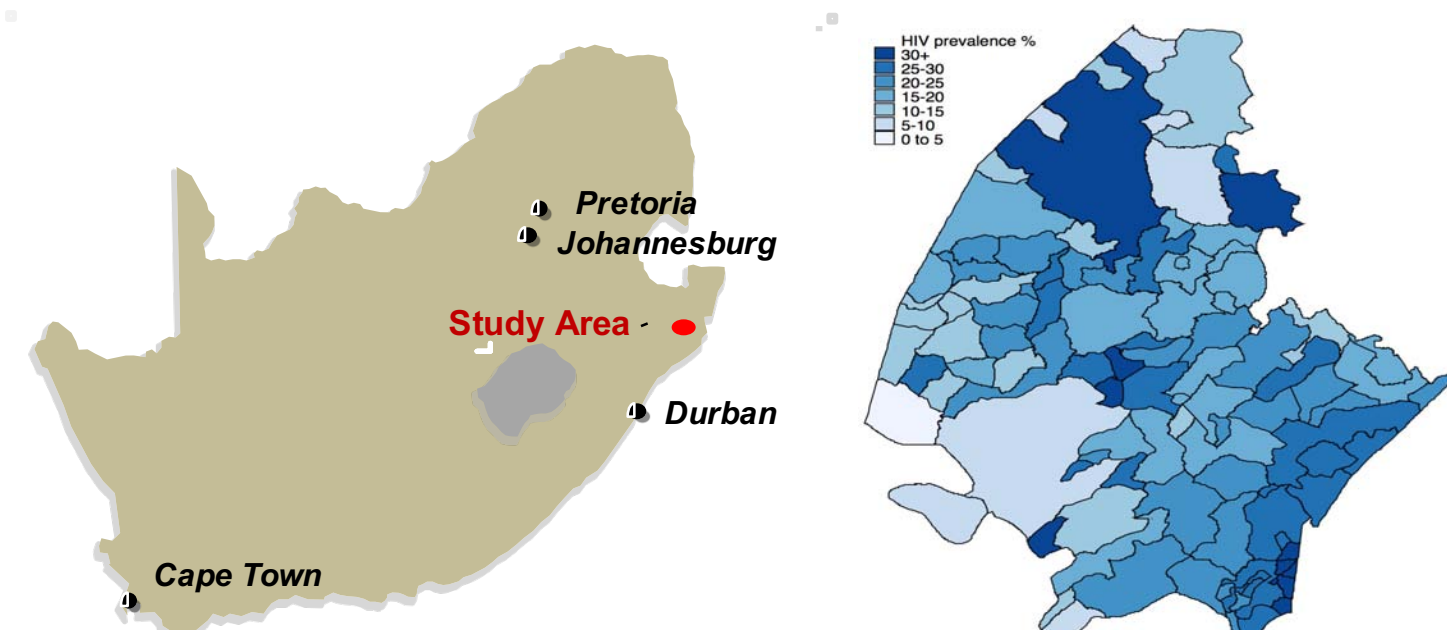 Pretoria
Johannesburg
Study Area
Durban
Cape Town
HIV prevalence %
30+
25-30
20-25
15-20
10-15
5-10
0 to 5